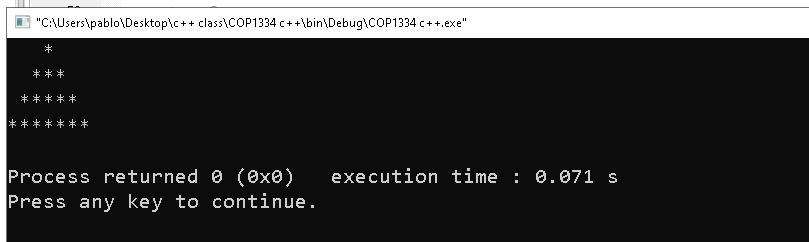 "C:\Users\pablo\Desktop\c++ class\COP1334 c++\bin\Debug\COP1334 c++.exe"
   *
  ***
 *****
*******
Process returned 0 (0x0)   execution time : 0.071 s
Press any key to continue.